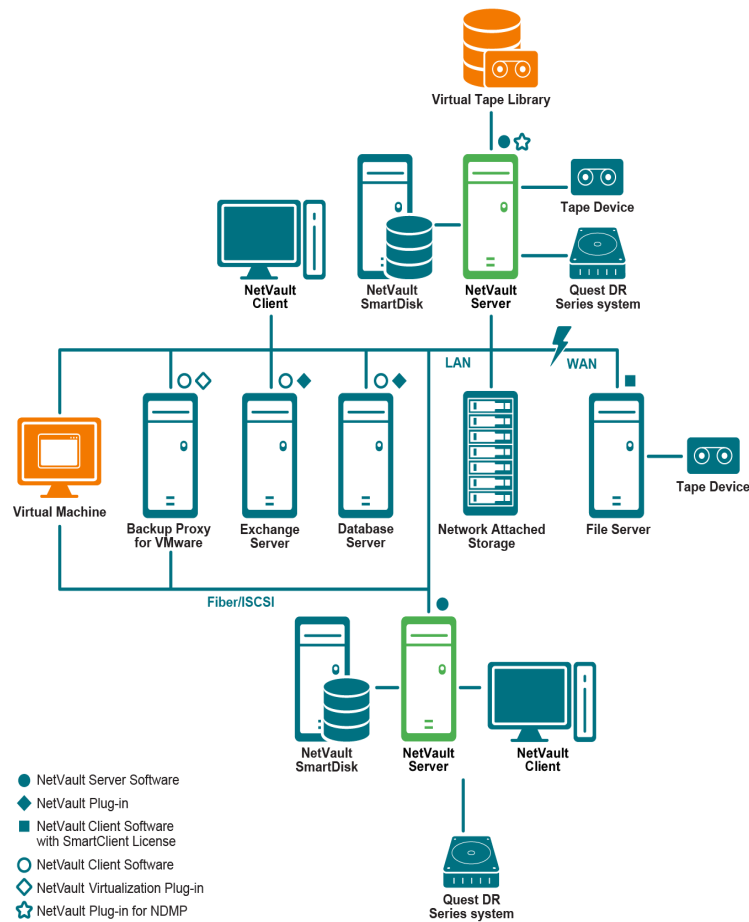 Virtual Tape Library
Tape Device
NetVault
Client
NetVault
SmartDisk
NetVault
Server
Quest DR
Series system
LAN
WAN
Virtual Machine
Backup Proxy
for VMware
Exchange
Server
Database
Server
Network Attached
Storage
File Server
Tape Device
Fiber/ISCSI
NetVault
SmartDisk
NetVault
Server
NetVault
Client
NetVault Server Software
NetVault Plug-in
NetVault Client Software
with SmartClient License
NetVault Client Software
NetVault Virtualization Plug-in
NetVault Plug-in for NDMP
Quest DR
Series system